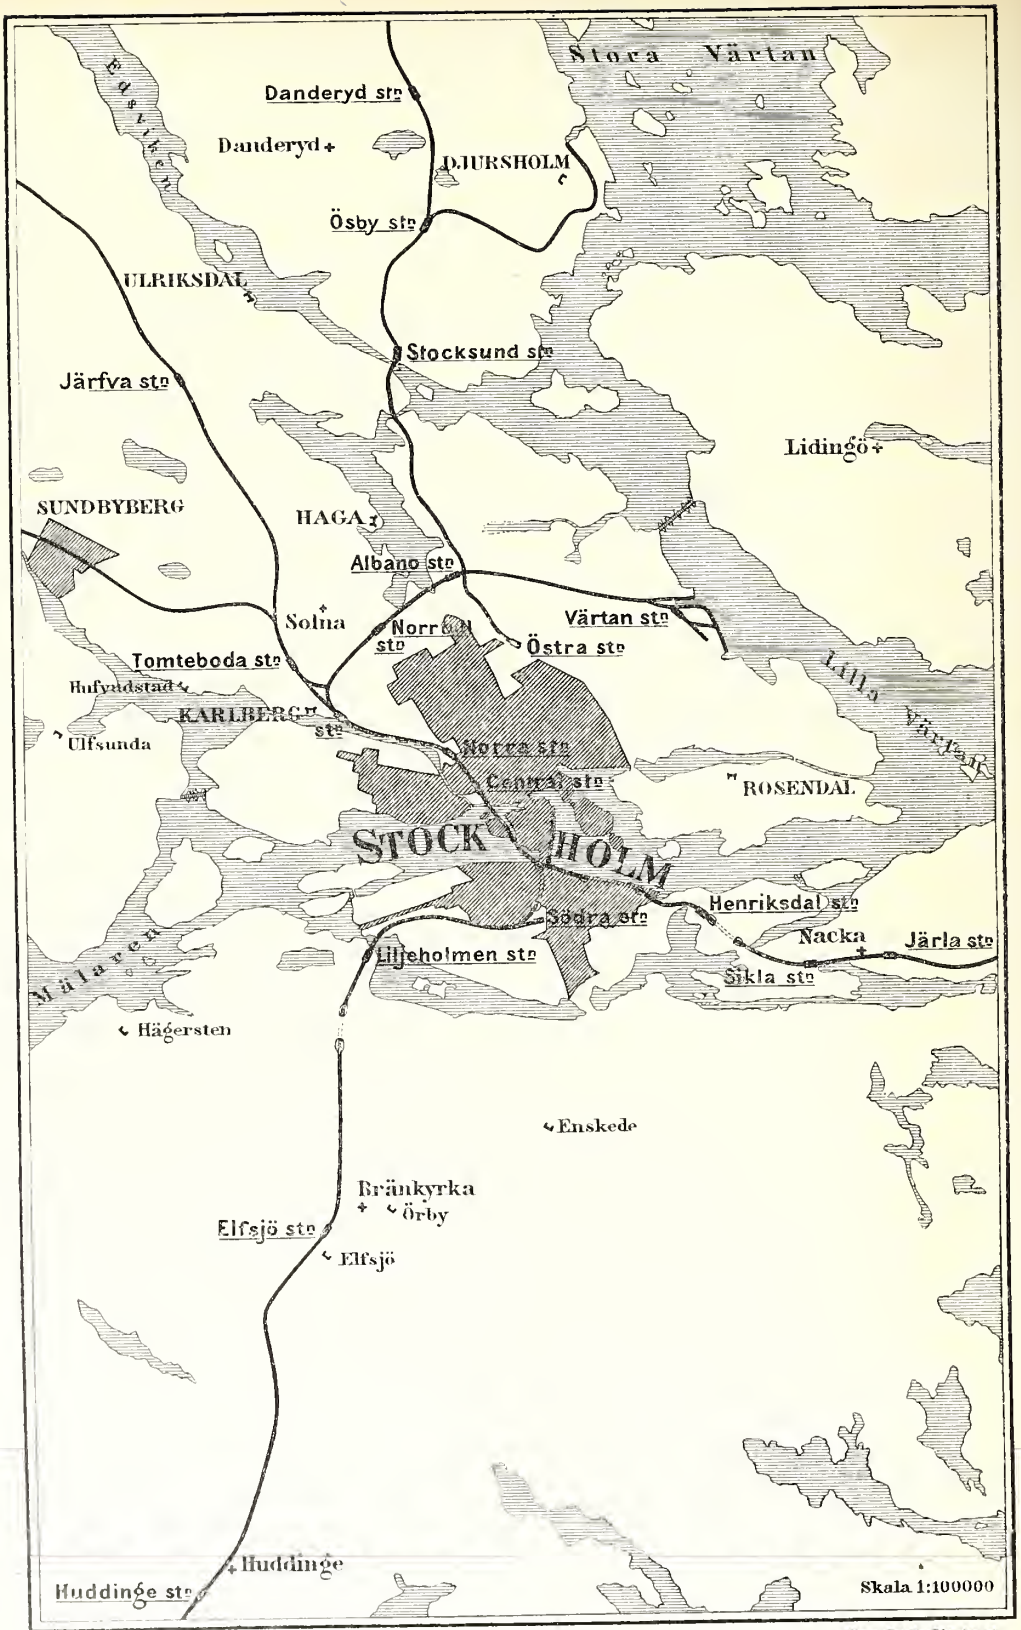 Stora Värtan
Edsviken
Danderyd stn
Danderyd
DJURSHOLM
Ösby stn
ULRIKSDAL
Stocksund stn
Järfva stn
Lidingö
SUNDBYBERG
HAGA
Albano stn
Solna
Norrtull
stn
Värtan stn
Östra stn
Tomteboda stn
Lilla Värtan
Hufvudstad
KARLBERG
stn
Ulfsunda
Norra stn
Central stn
ROSENDAL
STOCKHOLM
Henriksdal stn
Södra stn
Nacka
Järla stn
Liljeholmen stn
Sikla stn
Mälaren
Hägersten
Enskede
Bränkyrka
Örby
Elfsjö stn
Elfsjö
Huddinge
Huddinge stn
Skala 1:100000